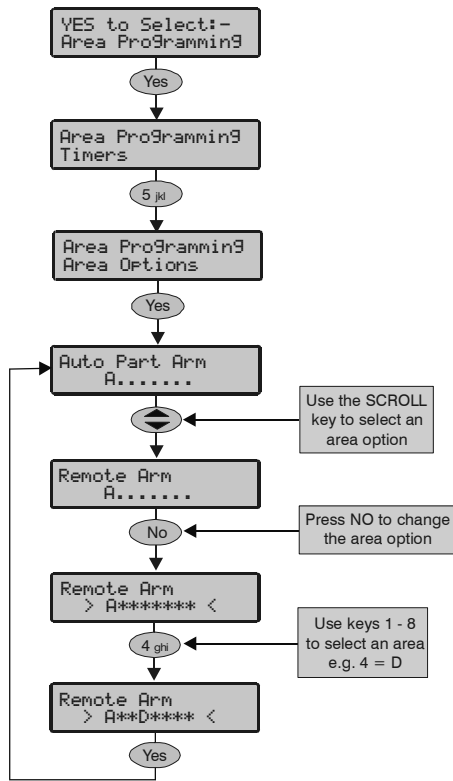 YES to Select:-
Area Programming
Yes
Area Programming
Timers
5 jkl
Area Programming
Area Options
Yes
Auto Part Arm
A.......
Use the SCROLL
key to select an
area option
Remote Arm
A.......
No
Press NO to change
the area option
Remote Arm
> A******* <
4 ghi
Use keys 1 - 8
to select an area
e.g. 4 = D
Remote Arm
> A**D**** <
Yes